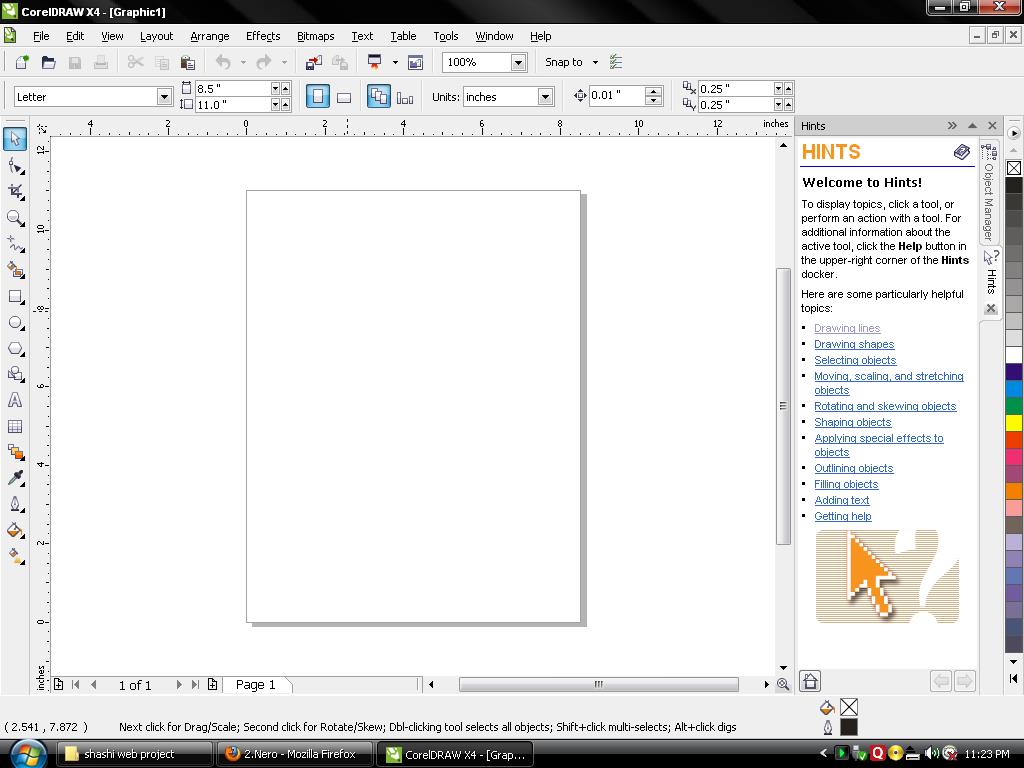 CorelDRAW X4 - [Graphic1]
File Edit View Layout Arrange Effects Bitmaps Text Table Tools Window Help
100% Snap to
Letter 8.5 " 11.0 " Units: inches 0.01 " 0.25 " 0.25 "
4 2 0 2 4 6 8 10 12 inches
12
10
8
6
4
2
0
inches
Hints
HINTS
Welcome to Hints!
To display topics, click a tool, or
perform an action with a tool. For
additional information about the
active tool, click the Help button in
the upper-right corner of the Hints
docker.
Here are some particularly helpful
topics:
Drawing lines
Drawing shapes
Selecting objects
Moving, scaling, and stretching
objects
Rotating and skewing objects
Shaping objects
Applying special effects to
objects
Outlining objects
Filling objects
Adding text
Getting help
Object Manager
Hints
1 of 1 Page 1
( 2.541 , 7.872 ) Next click for Drag/Scale; Second click for Rotate/Skew; Dbl-clicking tool selects all objects; Shift+click multi-selects; Alt+click digs
shashi web project 2.Nero - Mozilla Firefox CorelDRAW X4 - [Grap... 11:23 PM